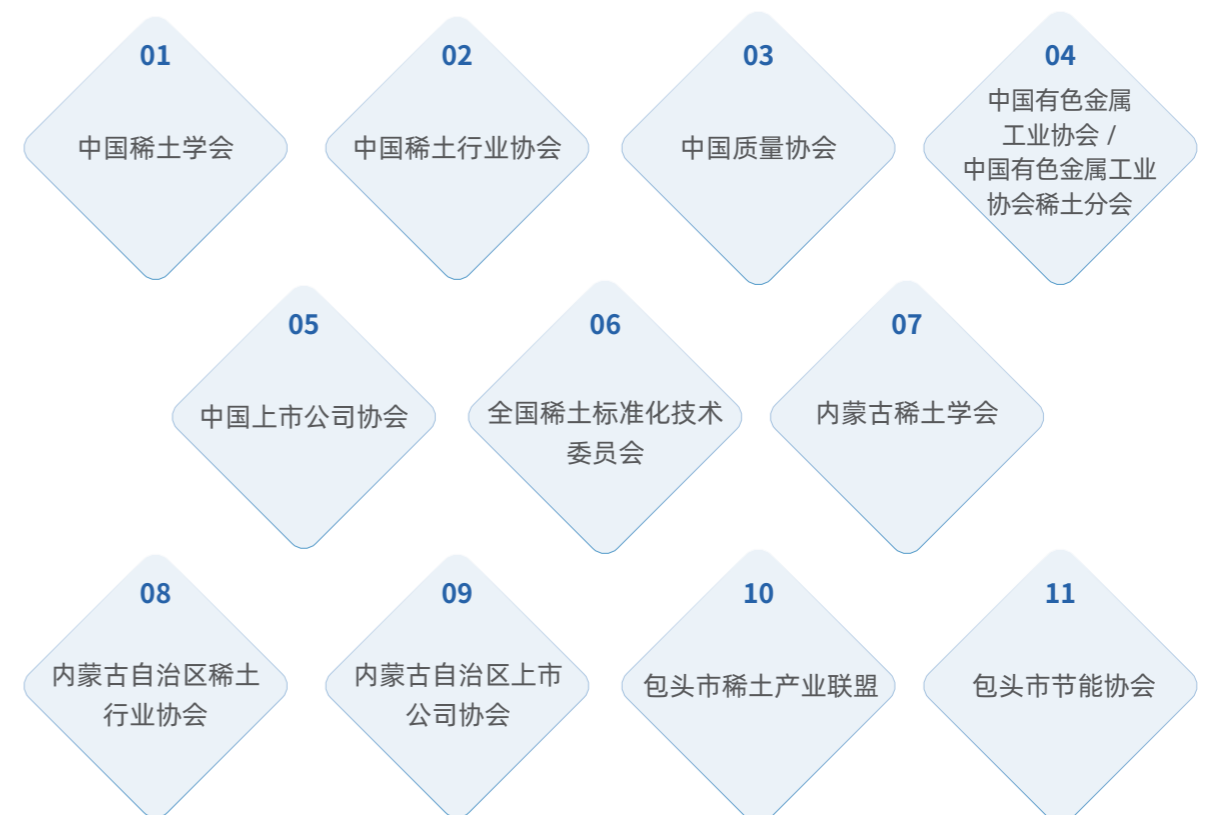 01
中国稀土学会
02
中国稀土行业协会
03
中国质量协会
04
中国有色金属
工业协会 /
中国有色金属工业
协会稀土分会
05
中国上市公司协会
06
全国稀土标准化技术
委员会
07
内蒙古稀土学会
08
内蒙古自治区稀土
行业协会
09
内蒙古自治区上市
公司协会
10
包头市稀土产业联盟
11
包头市节能协会